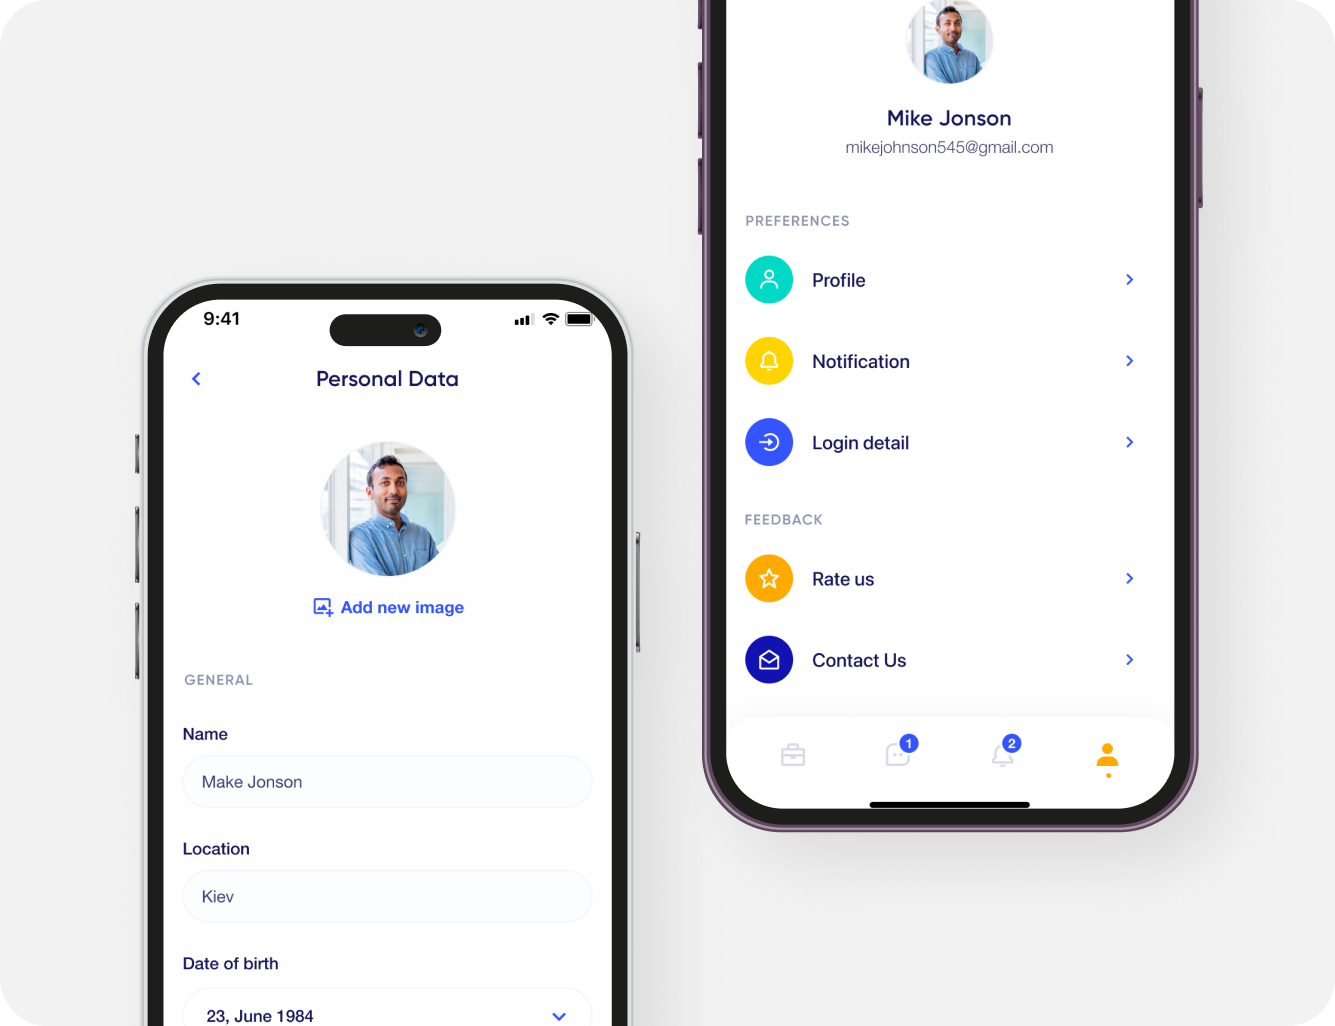 9:41
Personal Data
Add new image
GENERAL
Name
Make Jonson
Location
Kiev
Date of birth
23, June 1984
Mike Jonson
mikejohnson545@gmail.com
PREFERENCES
Profile
Notification
Login detail
FEEDBACK
Rate us
Contact Us
1
2